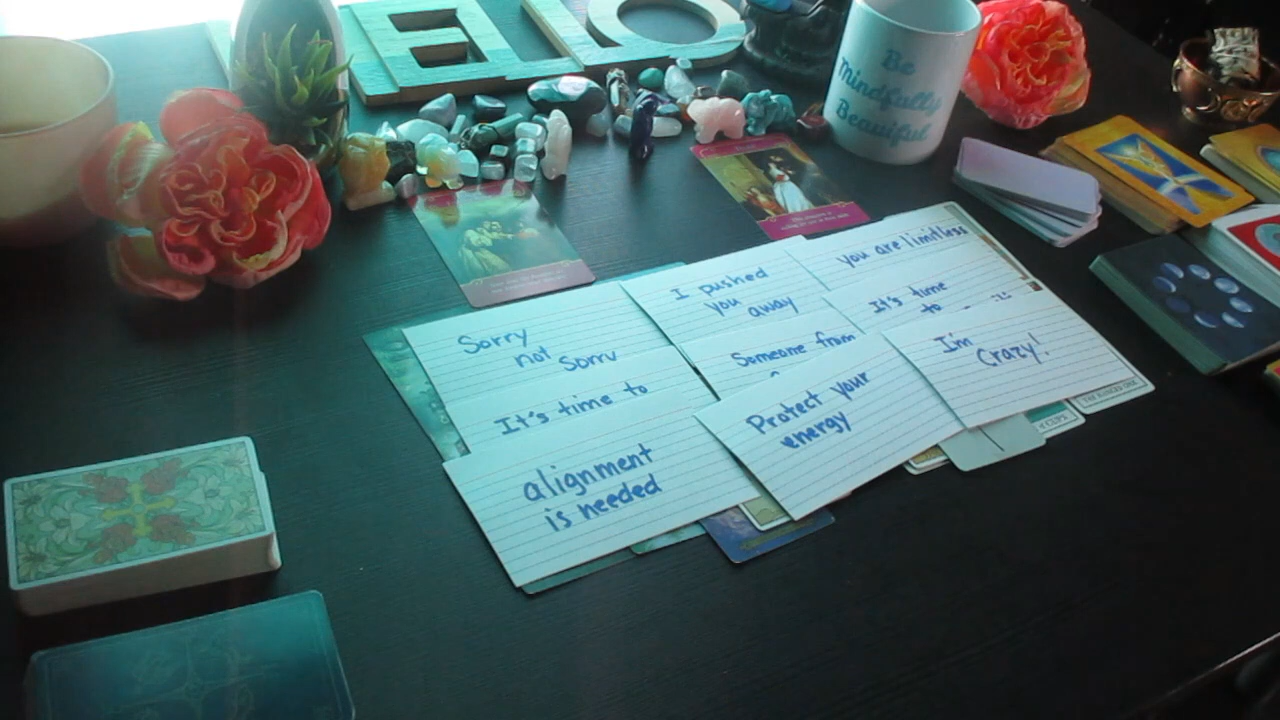 ELO
Be
Mindfully
Beautiful
you are limitless
It's time
to
I pushed
you away
Someone from
Sorry
not Sorry
It's time to
I'm
Crazy!
Protect your
energy
alignment
is needed